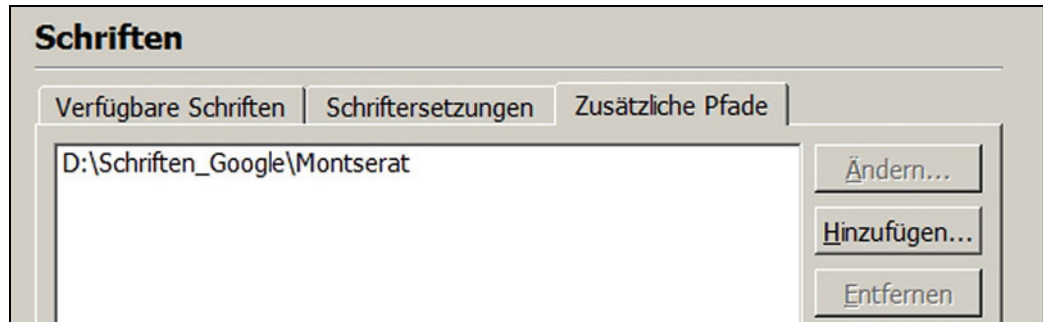 Schriften
Verfügbare Schriften
Schriftersetzungen
Zusätzliche Pfade
D:\Schriften_Google\Montserat
Ändern...
Hinzufügen...
Entfernen